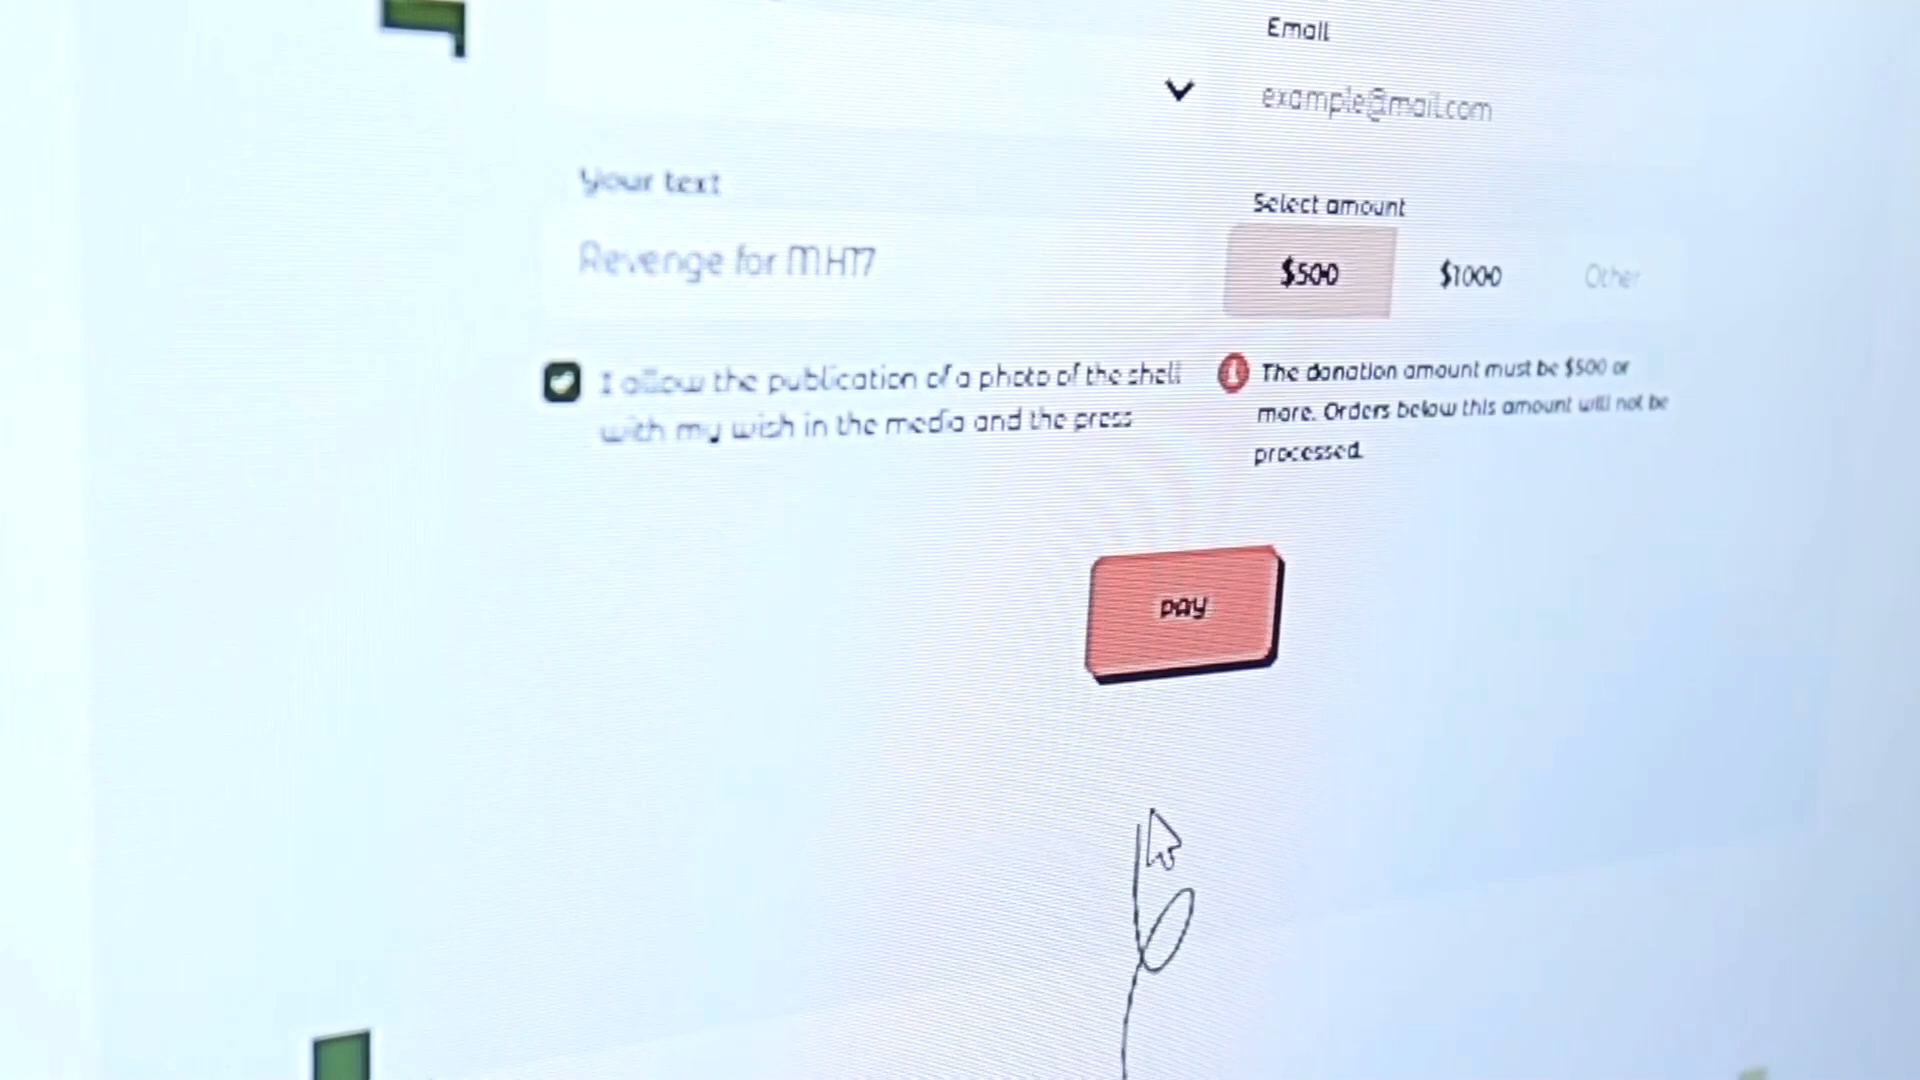 Email
example@mail.com
Your text
Revenge for MH17
Select amount
$500
$1000
Other
I allow the publication of a photo of the shell
with my wish in the media and the press
The donation amount must be $500 or
more. Orders below this amount will not be
processed.
pay